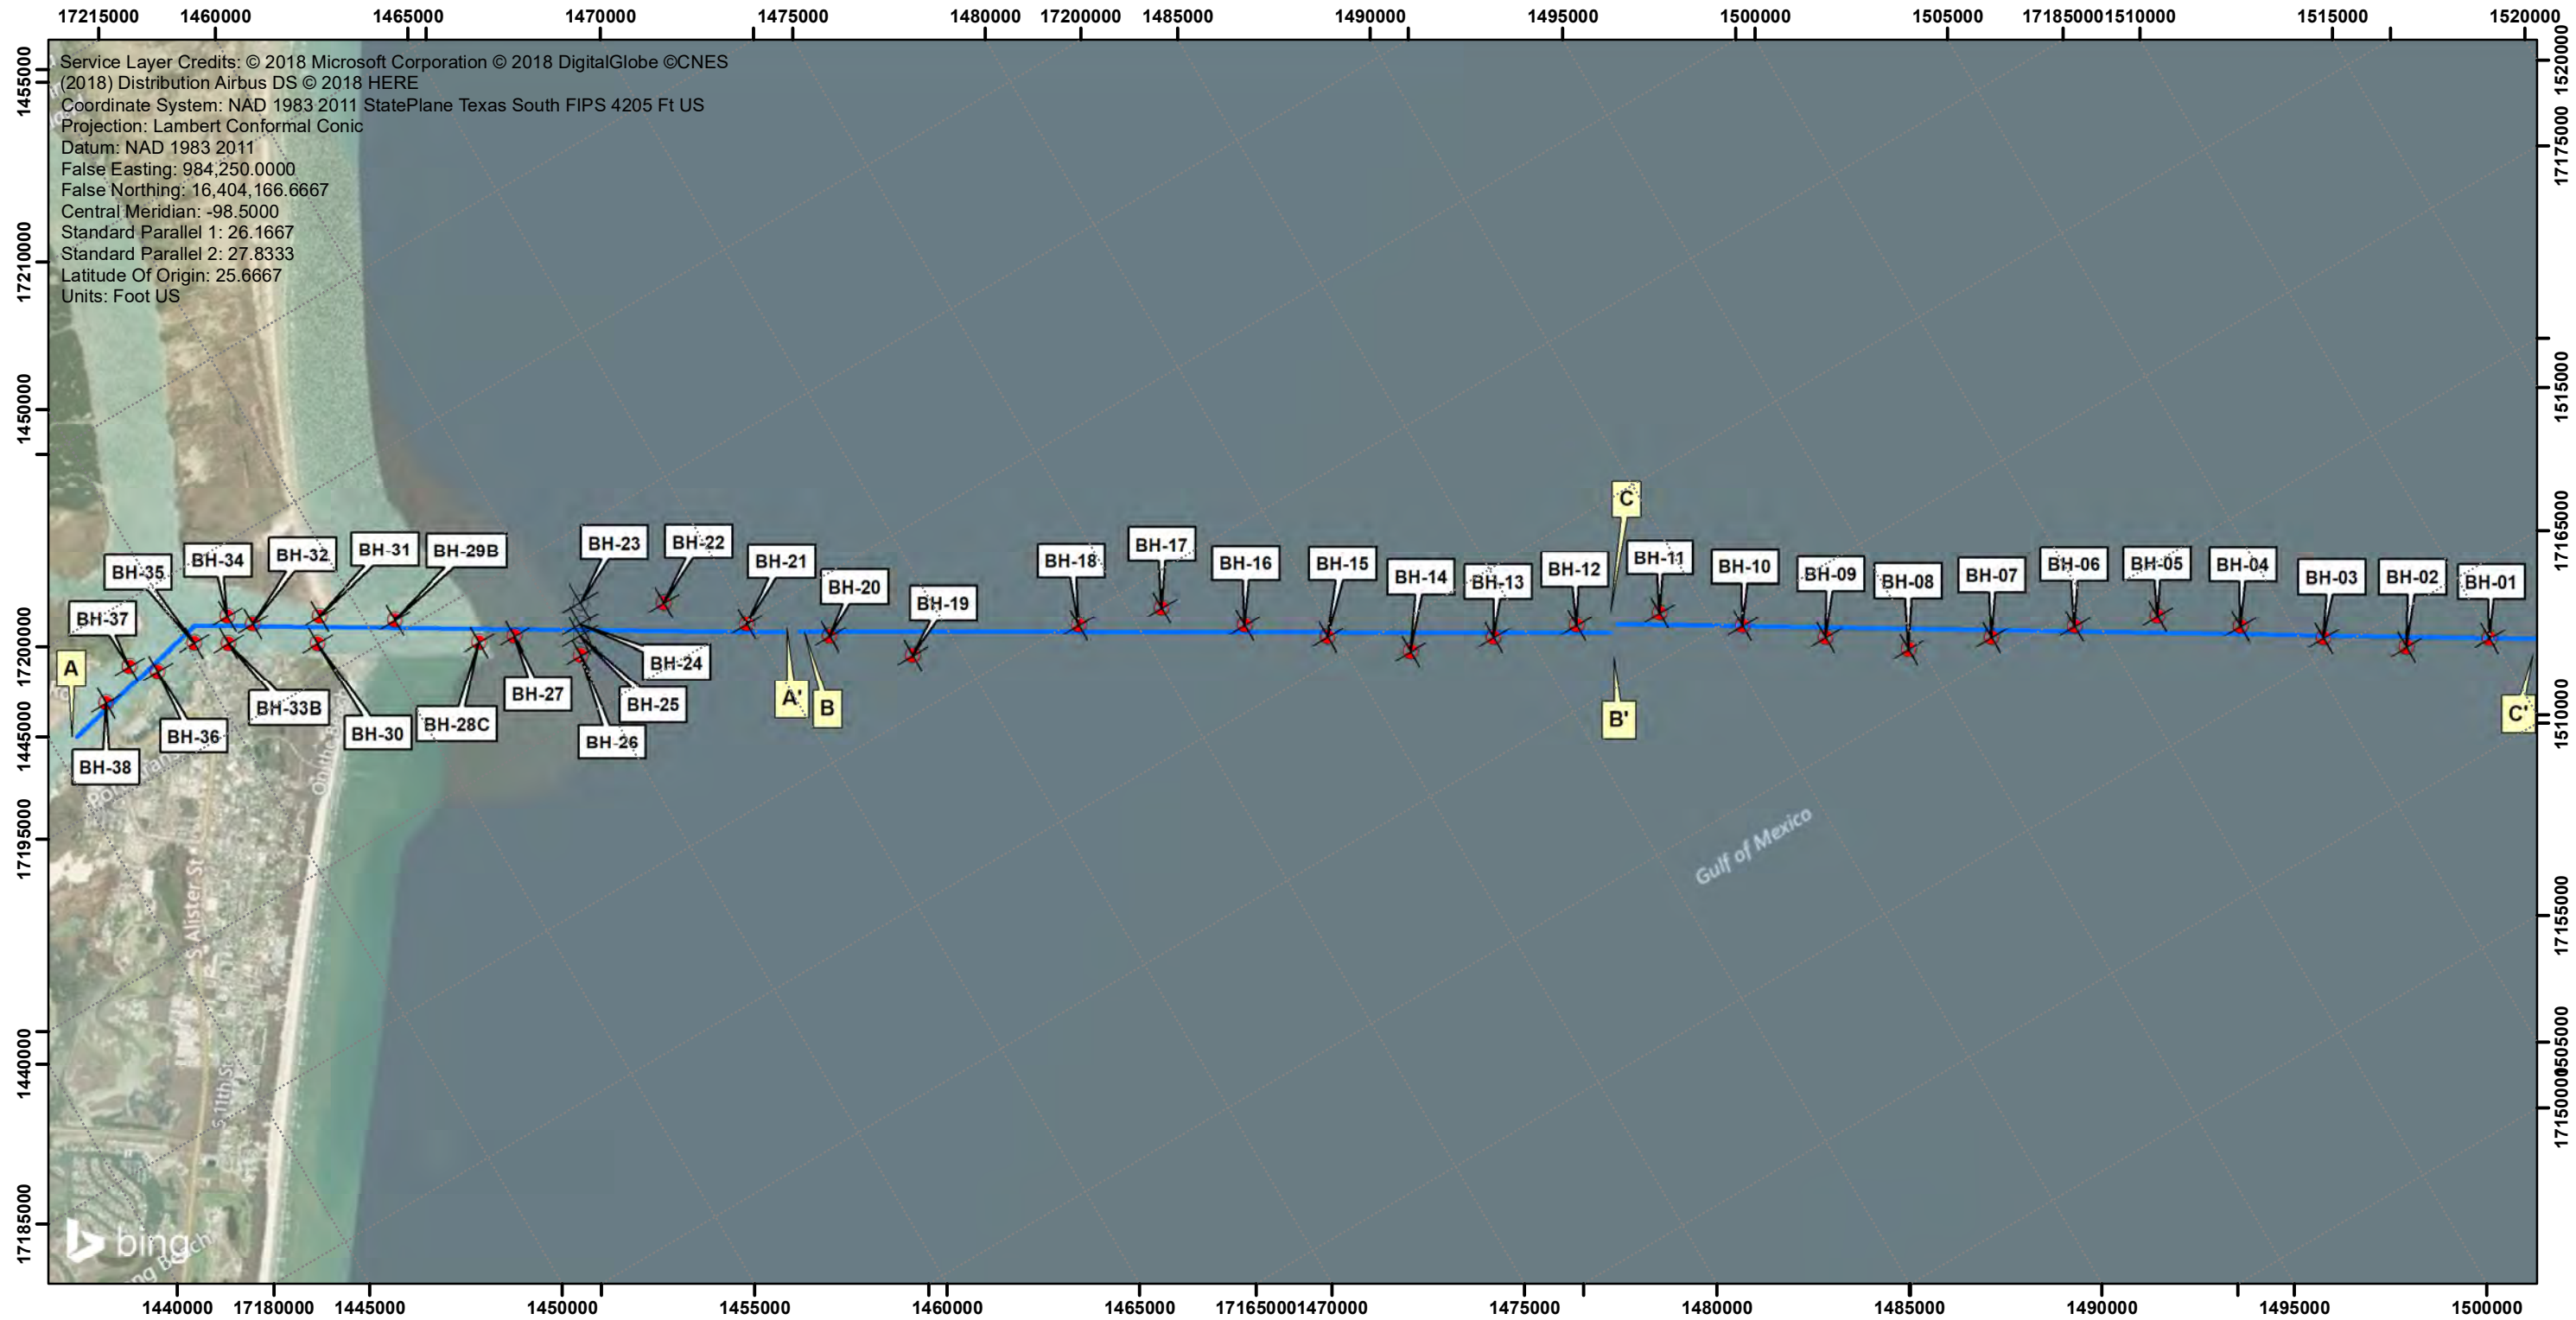 17215000 1460000 1465000 1470000 1475000 1480000 17200000 1485000 1490000 1495000 1500000 1505000 17185000 1510000 1515000 1520000
Service Layer Credits: © 2018 Microsoft Corporation © 2018 DigitalGlobe ©CNES
(2018) Distribution Airbus DS © 2018 HERE
Coordinate System: NAD 1983 2011 StatePlane Texas South FIPS 4205 Ft US
Projection: Lambert Conformal Conic
Datum: NAD 1983 2011
False Easting: 984,250.0000
False Northing: 16,404,166.6667
Central Meridian: -98.5000
Standard Parallel 1: 26.1667
Standard Parallel 2: 27.8333
Latitude Of Origin: 25.6667
Units: Foot US
1455000
17210000
1450000
17200000
1445000
17195000
1440000
17185000
1520000
17175000
1515000
17165000
1510000
17155000
1505000
17150000
BH-38
BH-37
BH-36
BH-35
BH-34
BH-33B
BH-32
BH-31
BH-30
BH-29B
BH-28C
BH-27
BH-26
BH-25
BH-24
BH-23
BH-22
BH-21
BH-20
BH-19
BH-18
BH-17
BH-16
BH-15
BH-14
BH-13
BH-12
BH-11
BH-10
BH-09
BH-08
BH-07
BH-06
BH-05
BH-04
BH-03
BH-02
BH-01
A
A'
B
B'
C
C'
Gulf of Mexico
S Alister St
S 11th St
bing
1440000 17180000 1445000 1450000 1455000 1460000 1465000 17165000 1470000 1475000 1480000 1485000 1490000 1495000 1500000